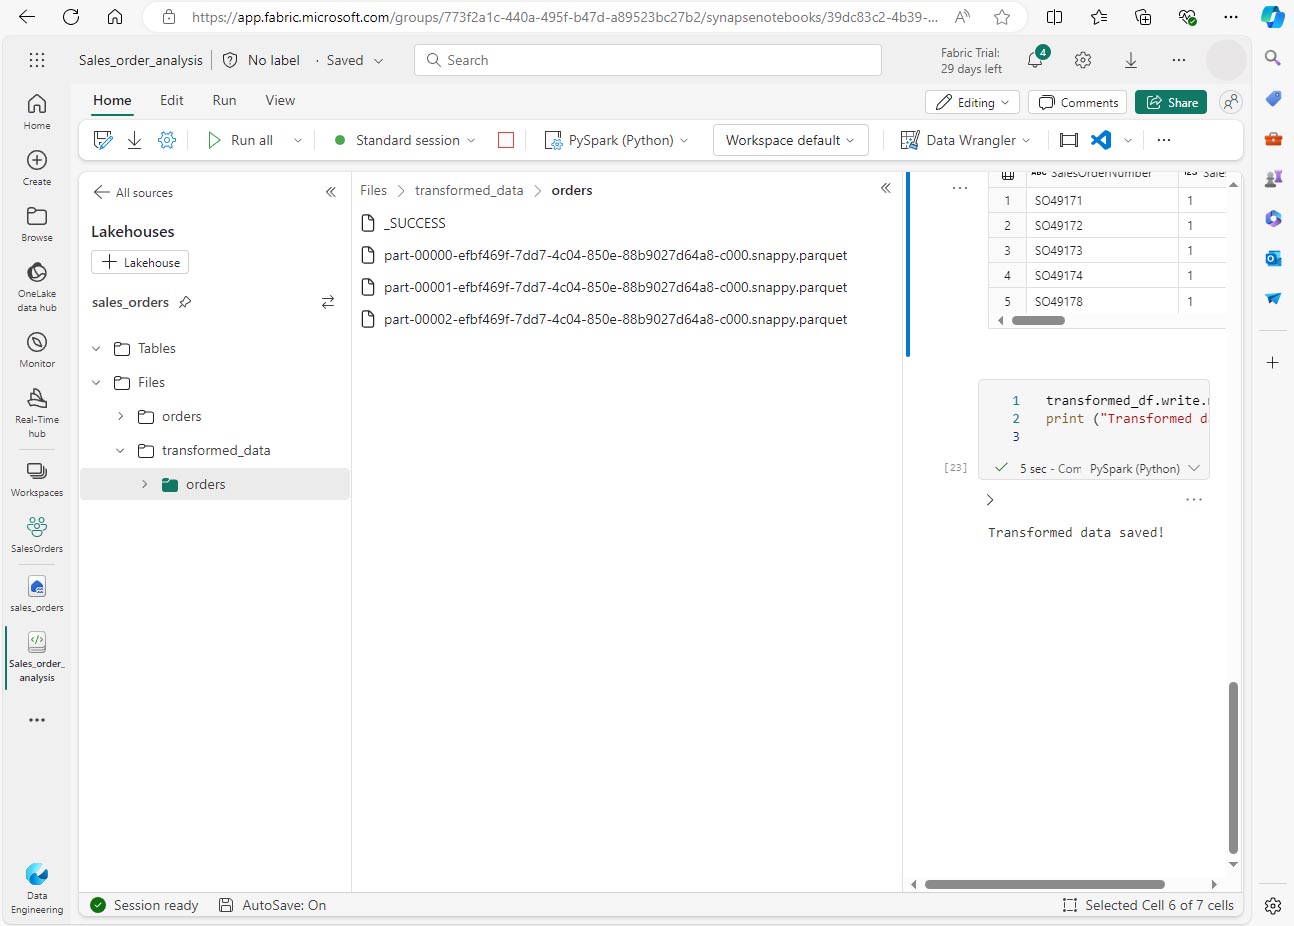 https://app.fabric.microsoft.com/groups/773f2a1c-440a-495f-b47d-a89523bc27b2/synapsenotebooks/39dc83c2-4b39-...
Sales_order_analysis
No label
· Saved
Search
Fabric Trial:
29 days left
4
Home
Edit
Run
View
Editing
Comments
Share
Run all
Standard session
PySpark (Python)
Workspace default
Data Wrangler
Home
Create
Browse
OneLake
data hub
Monitor
Real-Time
hub
Workspaces
SalesOrders
sales_orders
Sales_order_
analysis
Data
Engineering
All sources
Lakehouses
Lakehouse
sales_orders
Tables
Files
orders
transformed_data
orders
Files > transformed_data > orders
_SUCCESS
part-00000-efbf469f-7dd7-4c04-850e-88b9027d64a8-c000.snappy.parquet
part-00001-efbf469f-7dd7-4c04-850e-88b9027d64a8-c000.snappy.parquet
part-00002-efbf469f-7dd7-4c04-850e-88b9027d64a8-c000.snappy.parquet
ABC SalesOrderNumber 123 Sales
1 SO49171 1
2 SO49172 1
3 SO49173 1
4 SO49174 1
5 SO49178 1
1 transformed_df.write.
2 print ("Transformed d
3
[23]
5 sec - Com
PySpark (Python)
Transformed data saved!
Session ready
AutoSave: On
Selected Cell 6 of 7 cells